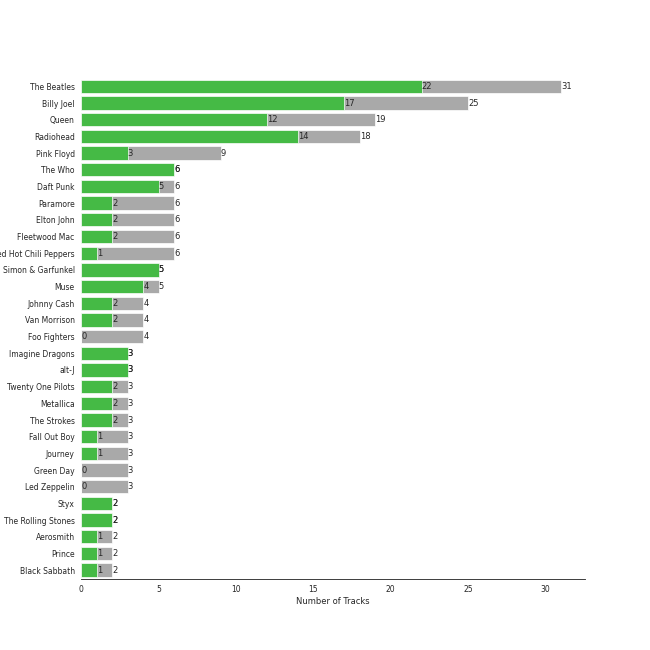 The Beatles 22 31
Billy Joel 17 25
Queen 12 19
Radiohead 14 18
Pink Floyd 3 9
The Who 6
Daft Punk 5 6
Paramore 2 6
Elton John 2 6
Fleetwood Mac 2 6
ed Hot Chili Peppers 1 6
Simon & Garfunkel 5
Muse 4 5
Johnny Cash 2 4
Van Morrison 2 4
Foo Fighters 0 4
Imagine Dragons 3
alt-J 3
Twenty One Pilots 2 3
Metallica 2 3
The Strokes 2 3
Fall Out Boy 1 3
Journey 1 3
Green Day 0 3
Led Zeppelin 0 3
Styx 2
The Rolling Stones 2
Aerosmith 1 2
Prince 1 2
Black Sabbath 1 2
0 5 10 15 20 25 30
Number of Tracks